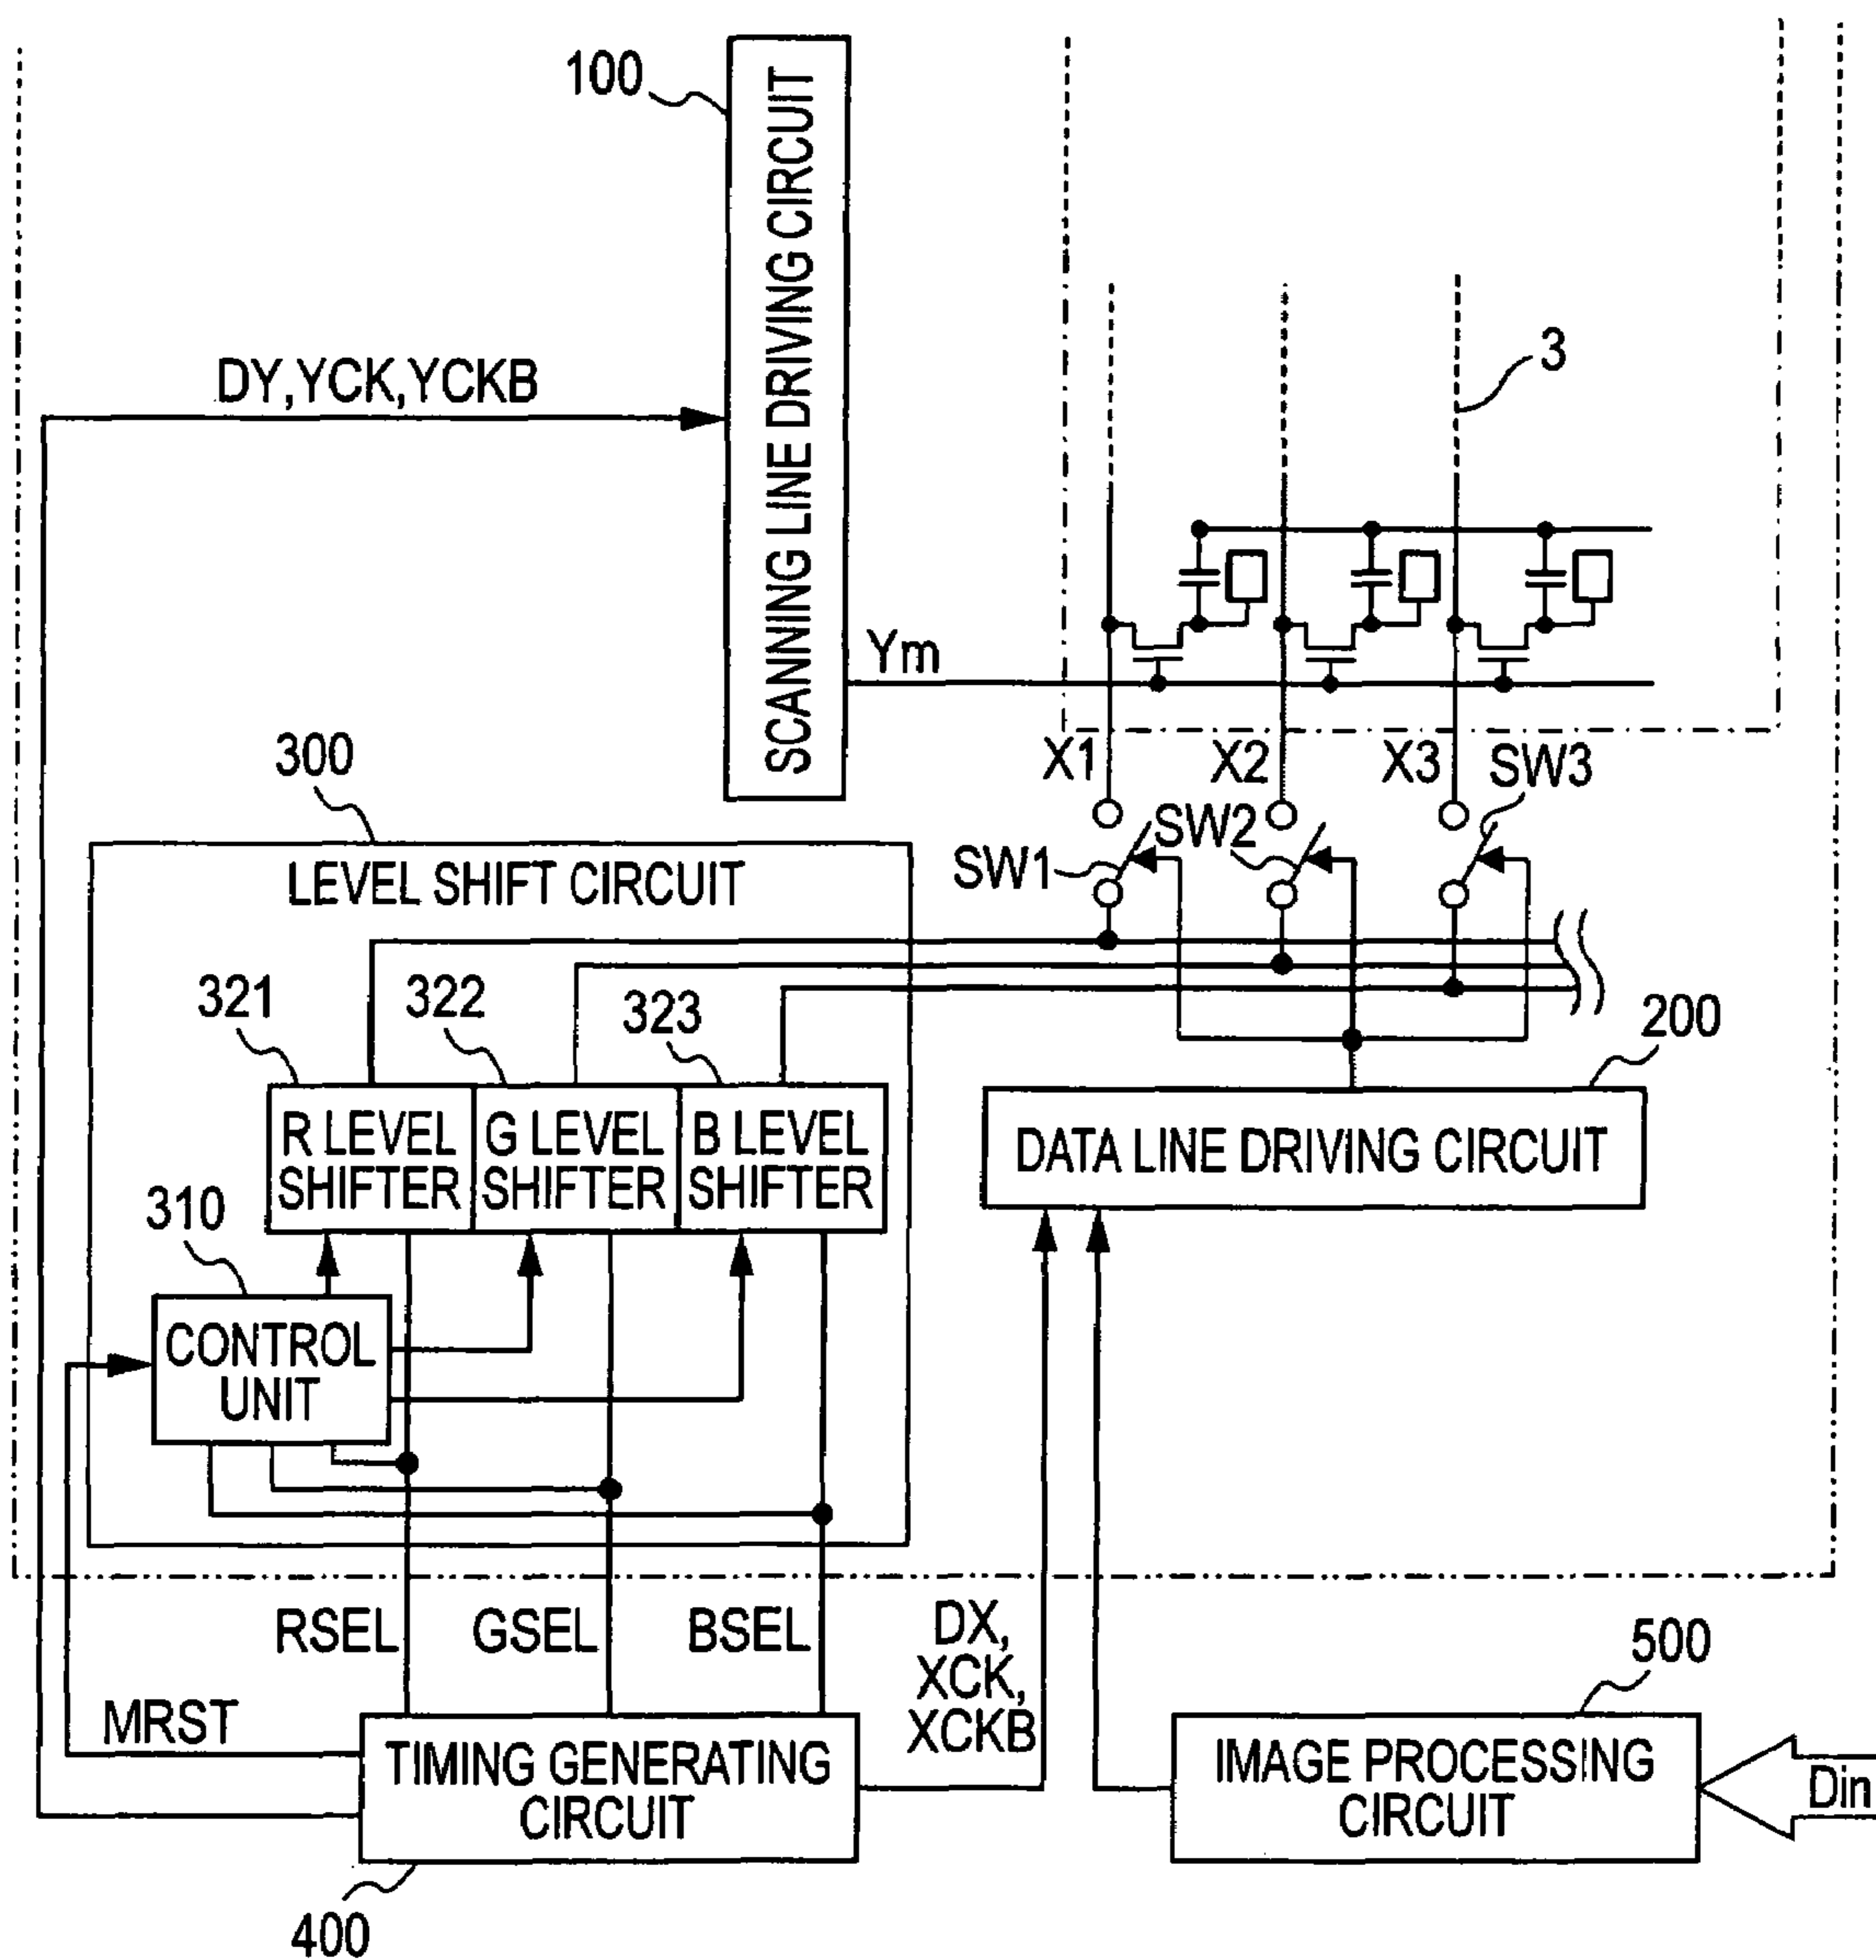 100
SCANNING LINE DRIVING CIRCUIT
DY,YCK,YCKB
3
Ym
300
X1
X2
X3
SW3
SW2
SW1
LEVEL SHIFT CIRCUIT
321
322
323
200
R LEVEL
SHIFTER
G LEVEL
SHIFTER
B LEVEL
SHIFTER
DATA LINE DRIVING CIRCUIT
310
CONTROL
UNIT
RSEL
GSEL
BSEL
DX,
XCK,
XCKB
500
MRST
TIMING GENERATING
CIRCUIT
IMAGE PROCESSING
CIRCUIT
Din
400